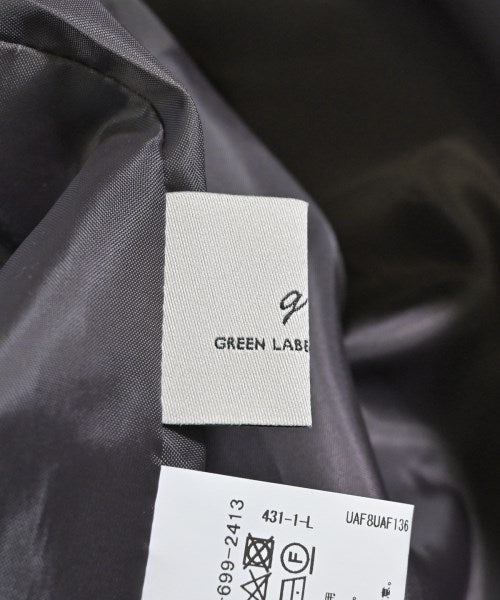 g
GREEN LABE
431-1-L
UAF8UAF136
-699-2413
F